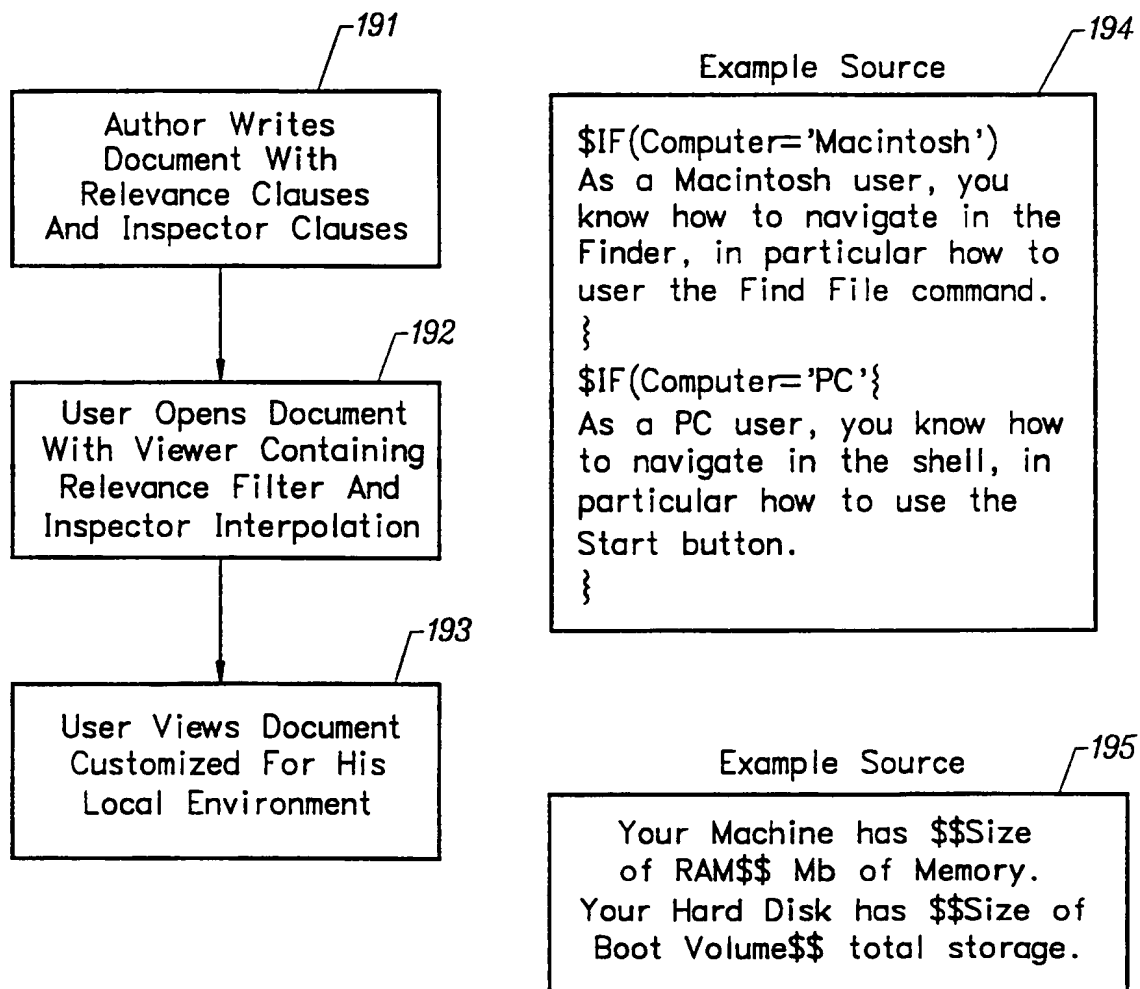 191
Author Writes
Document With
Relevance Clauses
And Inspector Clauses
192
User Opens Document
With Viewer Containing
Relevance Filter And
Inspector Interpolation
193
User Views Document
Customized For His
Local Environment
194
Example Source
$IF(Computer='Macintosh')
As a Macintosh user, you
know how to navigate in the
Finder, in particular how to
user the Find File command.
}
$IF(Computer='PC'{
As a PC user, you know how
to navigate in the shell, in
particular how to use the
Start button.
}
195
Example Source
Your Machine has $$Size
of RAM$$ Mb of Memory.
Your Hard Disk has $$Size of
Boot Volume$$ total storage.